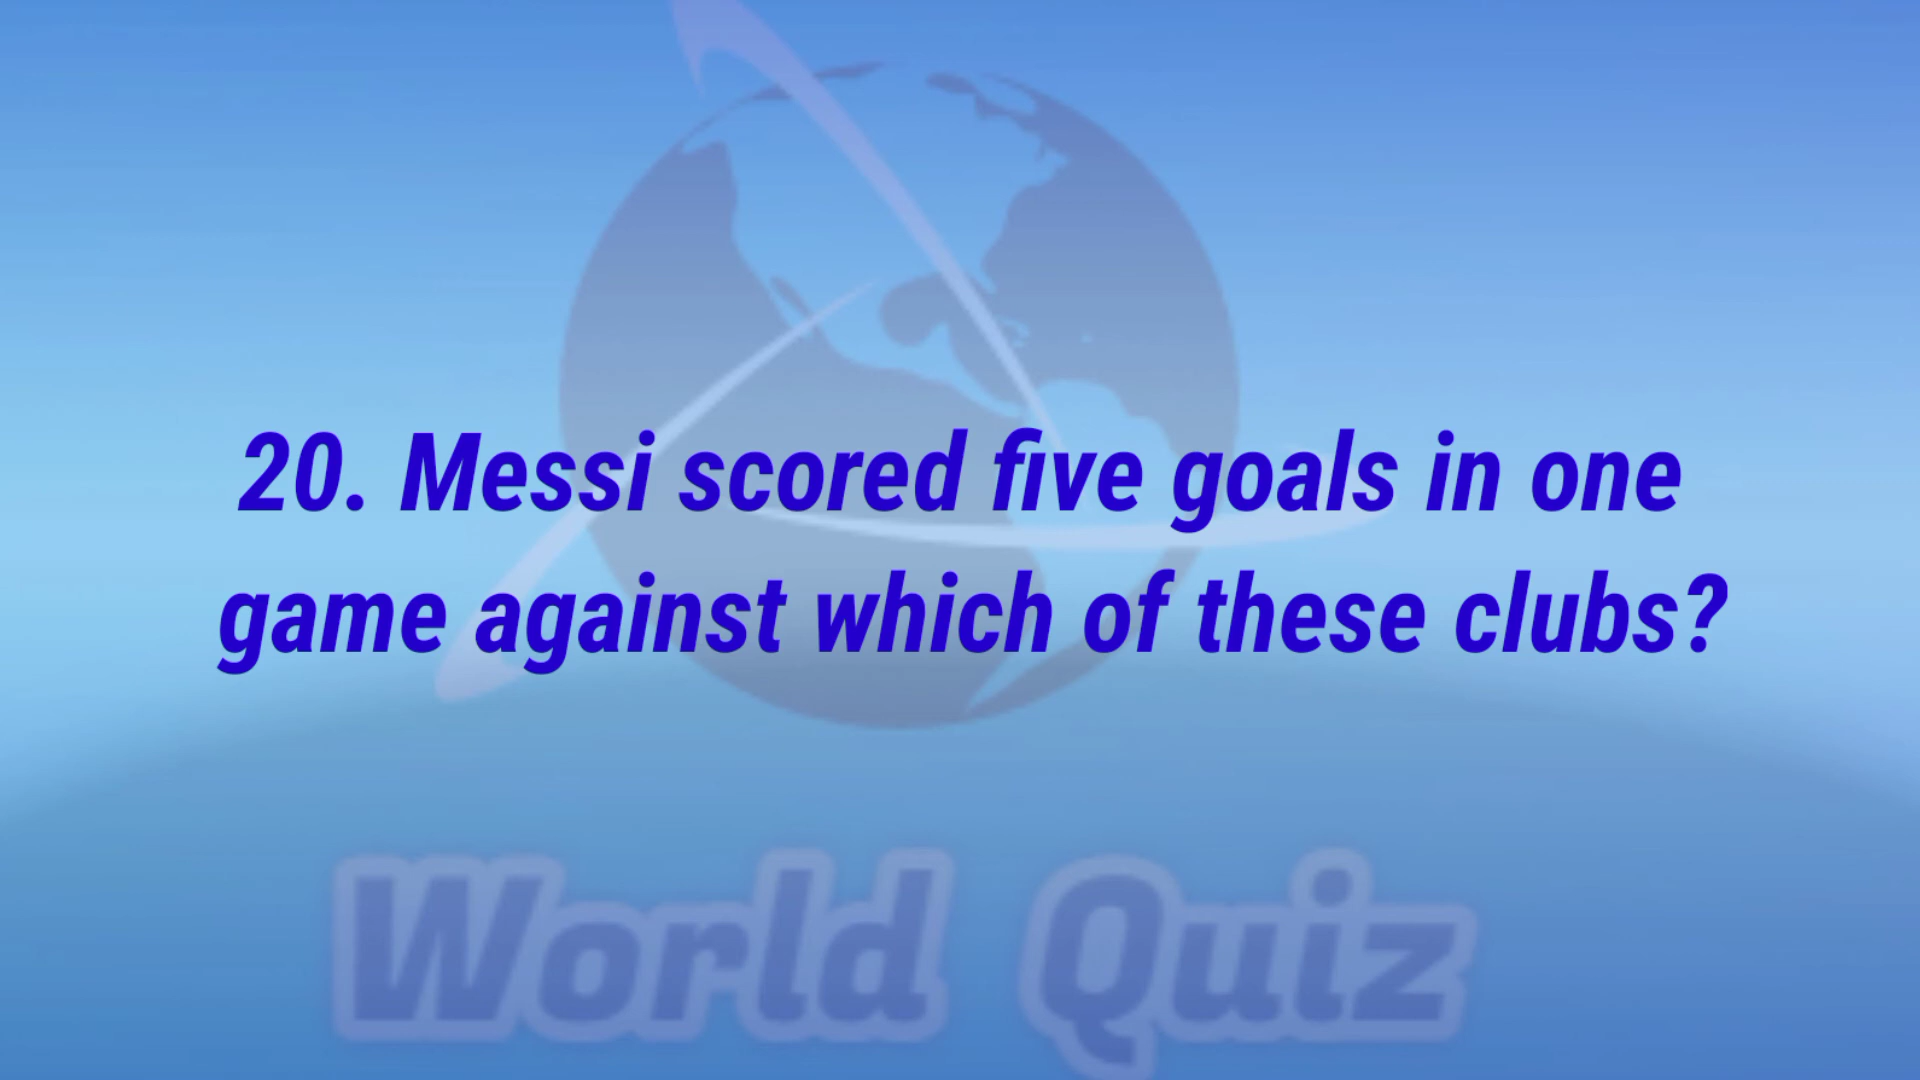 20. Messi scored five goals in one
game against which of these clubs?
World Quiz